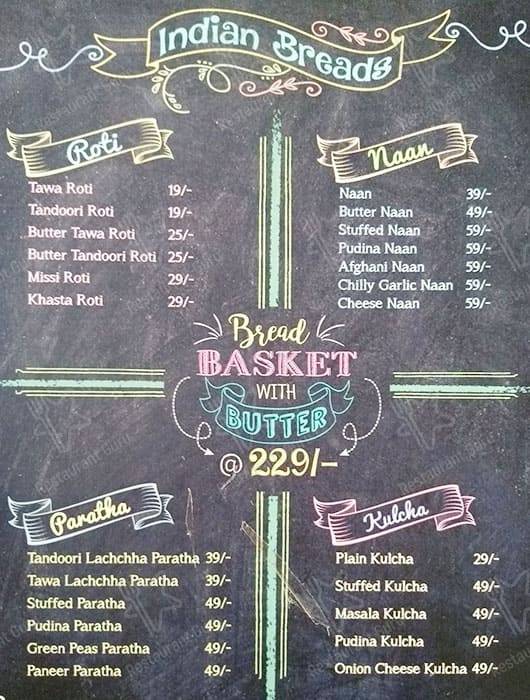 Indian Breads
Roti
Tawa Roti 19/-
Tandoori Roti 19/-
Butter Tawa Roti 25/-
Butter Tandoori Roti 25/-
Missi Roti 29/-
Khasta Roti 29/-
Naan
Naan 39/-
Butter Naan 49/-
Stuffed Naan 59/-
Pudina Naan 59/-
Afghani Naan 59/-
Chilly Garlic Naan 59/-
Cheese Naan 59/-
Bread
BASKET
WITH
BUTTER
@ 229/-
Paratha
Tandoori Lachchha Paratha 39/-
Tawa Lachchha Paratha 39/-
Stuffed Paratha 49/-
Pudina Paratha 49/-
Green Peas Paratha 49/-
Paneer Paratha 49/-
Kulcha
Plain Kulcha 29/-
Stuffed Kulcha 49/-
Masala Kulcha 49/-
Pudina Kulcha 49/-
Onion Cheese Kulcha 49/-